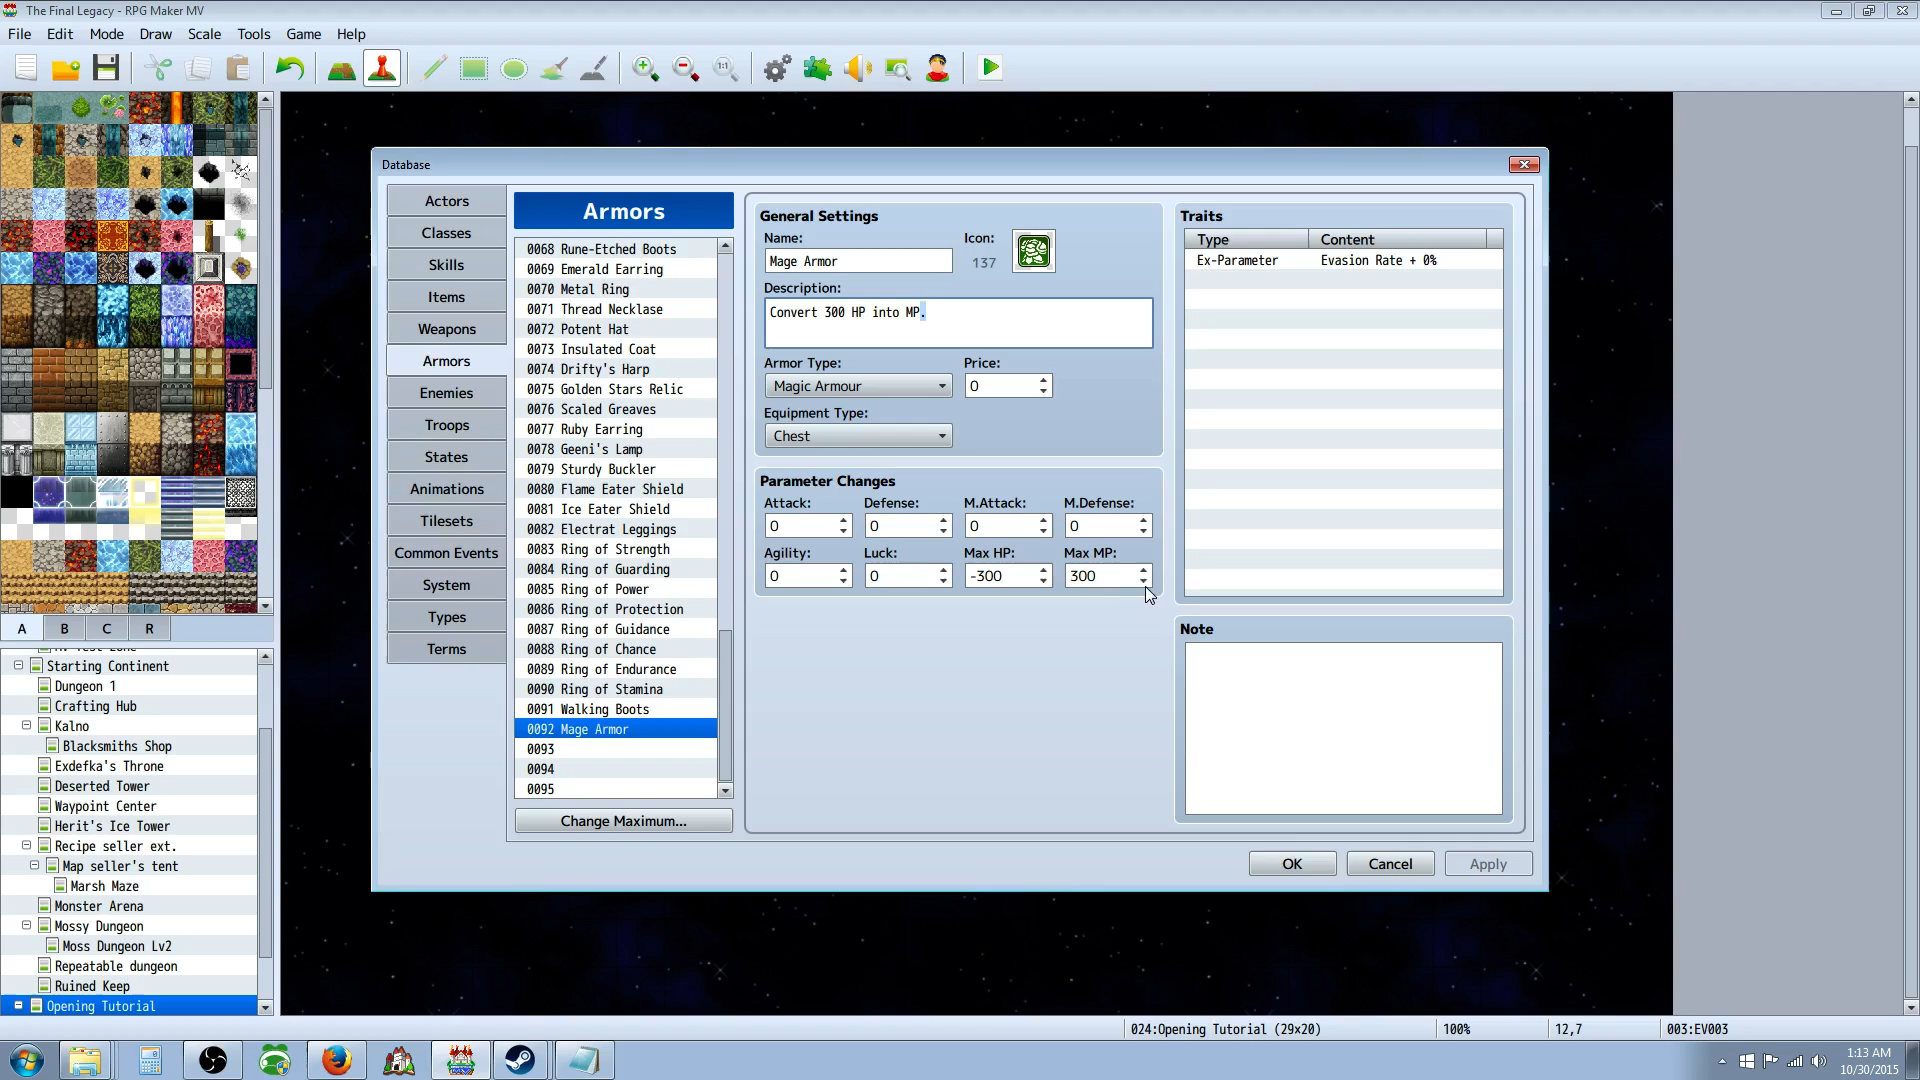 The Final Legacy - RPG Maker MV
File Edit Mode Draw Scale Tools Game Help
1:1
Database
Actors
Classes
Skills
Items
Weapons
Armors
Enemies
Troops
States
Animations
Tilesets
Common Events
System
Types
Terms
Armors
0068 Rune-Etched Boots
0069 Emerald Earring
0070 Metal Ring
0071 Thread Necklase
0072 Potent Hat
0073 Insulated Coat
0074 Drifty's Harp
0075 Golden Stars Relic
0076 Scaled Greaves
0077 Ruby Earring
0078 Geeni's Lamp
0079 Sturdy Buckler
0080 Flame Eater Shield
0081 Ice Eater Shield
0082 Electrat Leggings
0083 Ring of Strength
0084 Ring of Guarding
0085 Ring of Power
0086 Ring of Protection
0087 Ring of Guidance
0088 Ring of Chance
0089 Ring of Endurance
0090 Ring of Stamina
0091 Walking Boots
0092 Mage Armor
0093
0094
0095
Change Maximum...
General Settings
Name: Icon:
Mage Armor 137
Description:
Convert 300 HP into MP.
Armor Type: Price:
Magic Armour 0
Equipment Type:
Chest
Parameter Changes
Attack: Defense: M.Attack: M.Defense:
0 0 0 0
Agility: Luck: Max HP: Max MP:
0 0 -300 300
Traits
Type Content
Ex-Parameter Evasion Rate + 0%
Note
OK Cancel Apply
A B C R
Starting Continent
Dungeon 1
Crafting Hub
Kalno
Blacksmiths Shop
Exdefka's Throne
Deserted Tower
Waypoint Center
Herit's Ice Tower
Recipe seller ext.
Map seller's tent
Marsh Maze
Monster Arena
Mossy Dungeon
Moss Dungeon Lv2
Repeatable dungeon
Ruined Keep
Opening Tutorial
024:Opening Tutorial (29x20) 100% 12,7 003:EV003
1:13 AM
10/30/2015